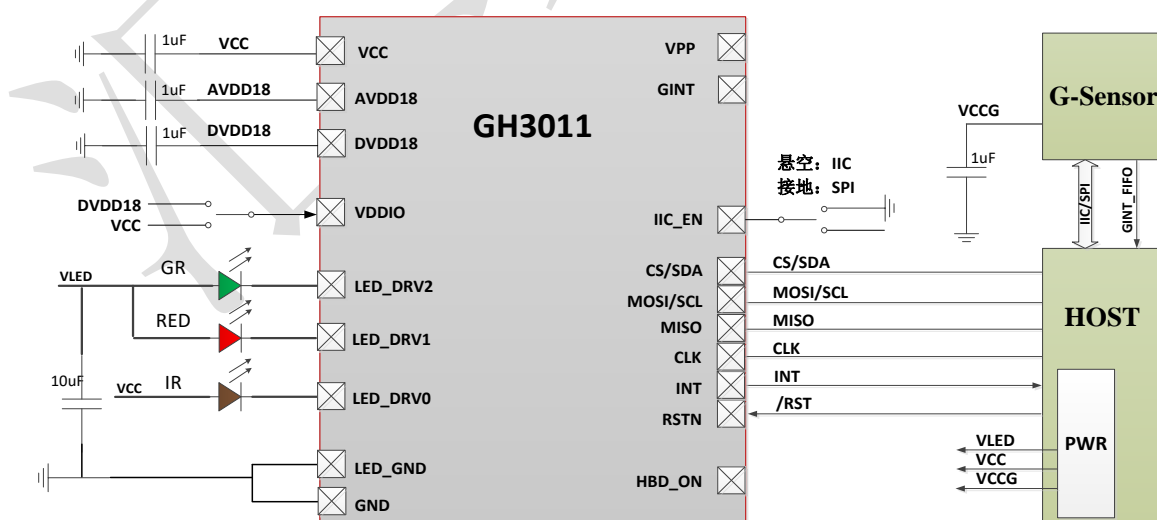 1uF VCC
VCC
1uF AVDD18
AVDD18
1uF DVDD18
DVDD18
DVDD18
VCC
VDDIO
GR
VLED
LED_DRV2
RED
LED_DRV1
10uF
VCC
IR
LED_DRV0
LED_GND
GND
GH3011
VPP
GINT
IIC_EN
CS/SDA
MOSI/SCL
MISO
CLK
INT
RSTN
HBD_ON
悬空：IIC
接地：SPI
CS/SDA
MOSI/SCL
MISO
CLK
INT
/RST
VCCG
1uF
G-Sensor
IIC/SPI
GINT_FIFO
HOST
PWR
VLED
VCC
VCCG